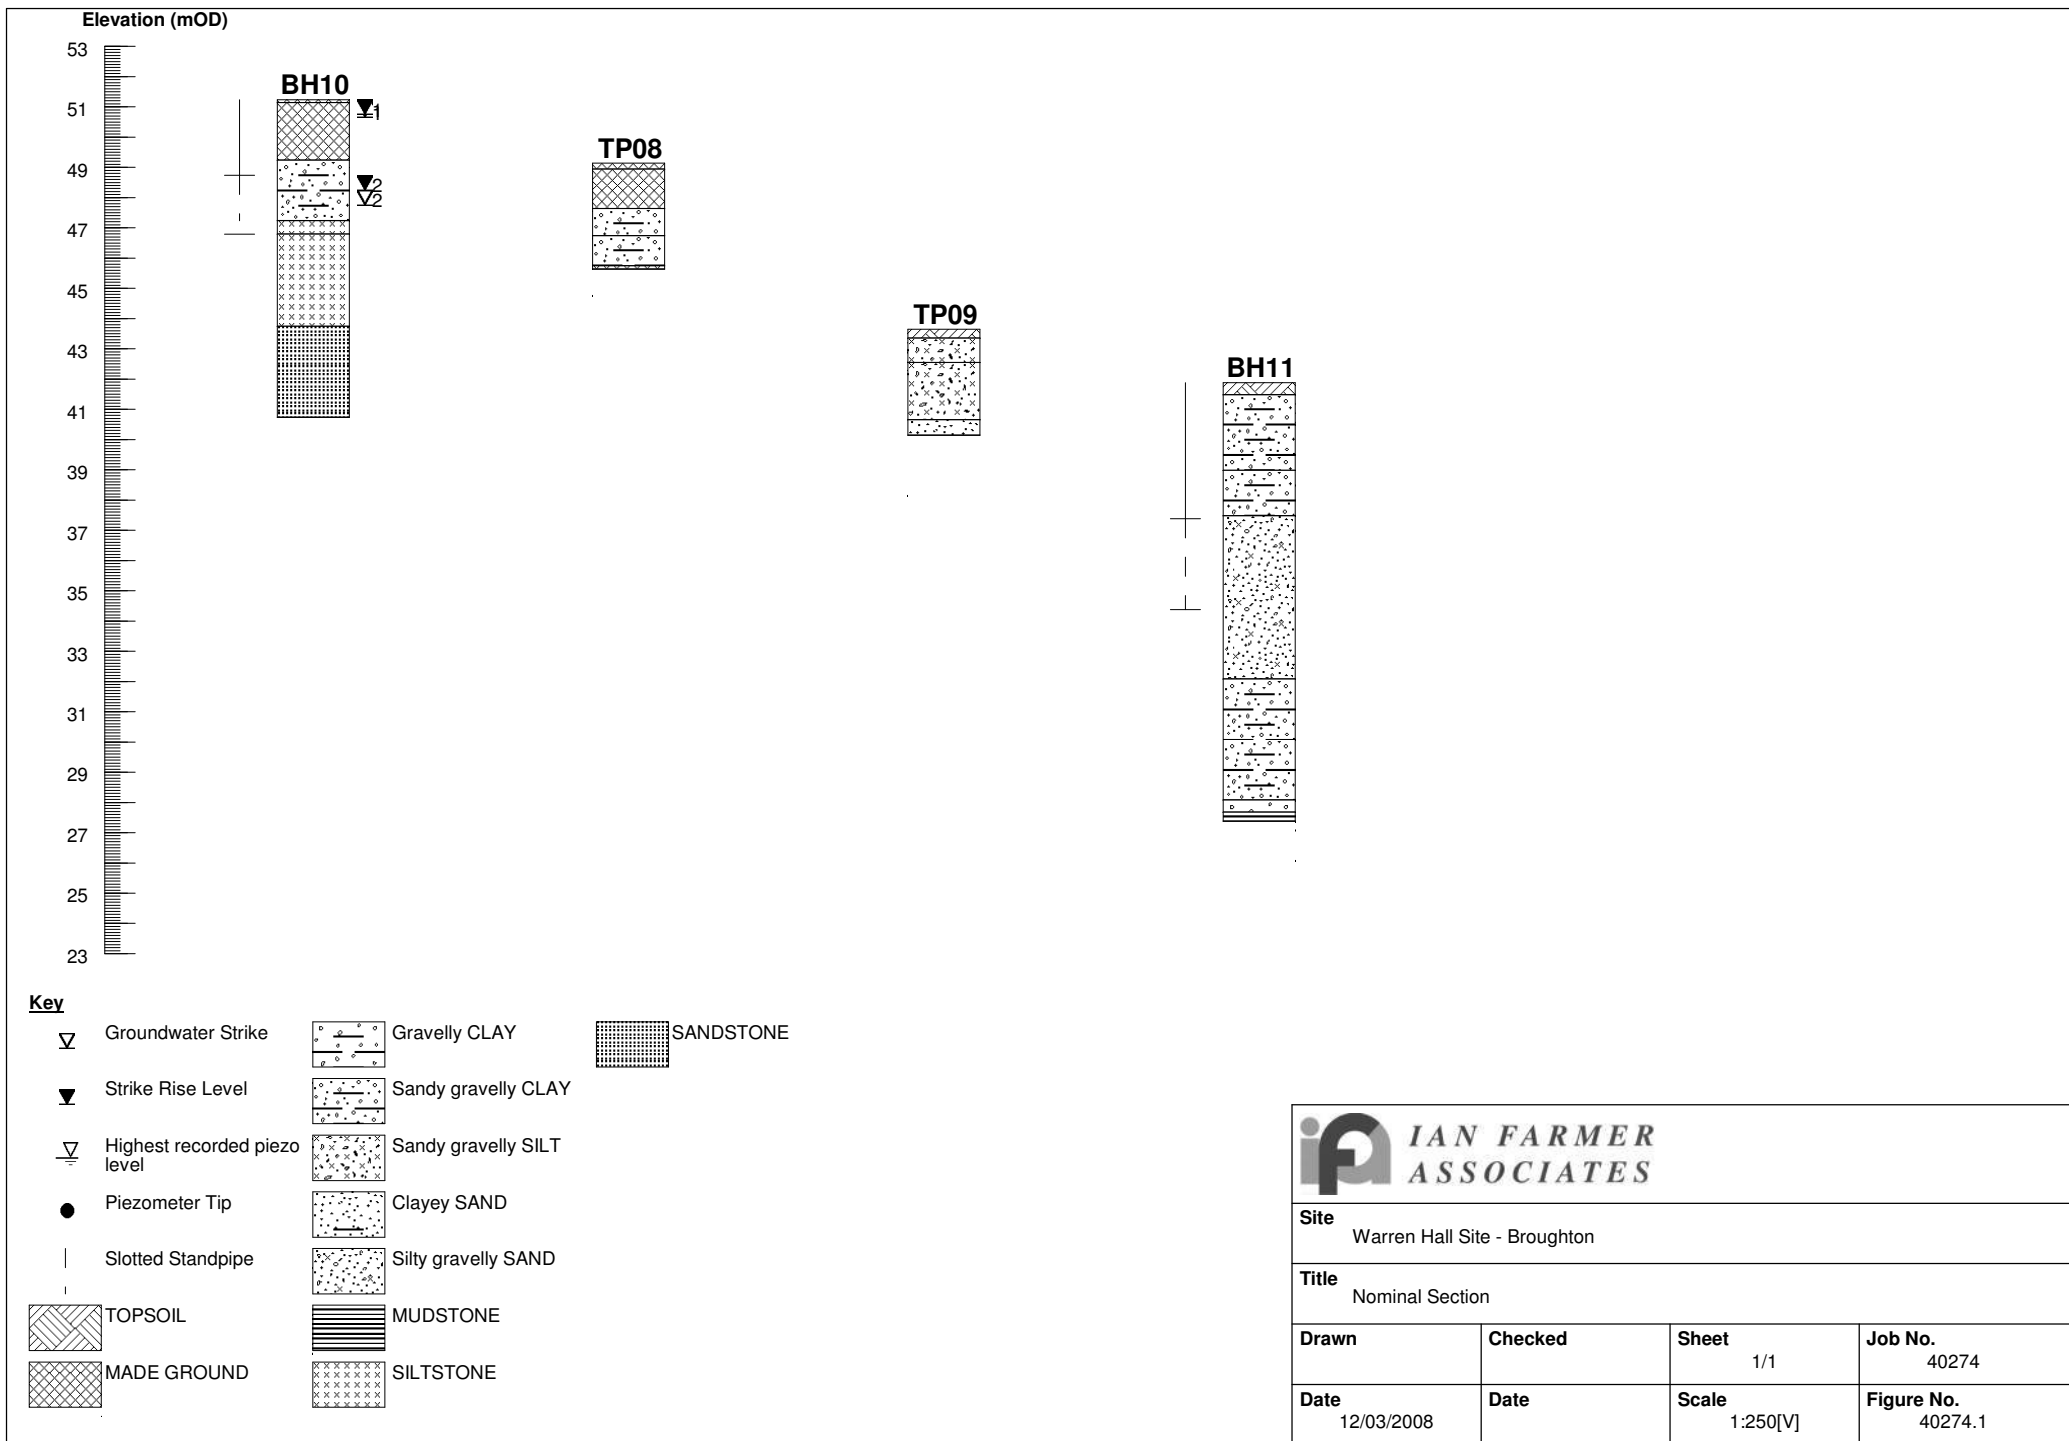 Elevation (mOD)
53
51
49
47
45
43
41
39
37
35
33
31
29
27
25
23
BH10
1
2
2
TP08
TP09
BH11
Key
Groundwater Strike
Strike Rise Level
Highest recorded piezo
level
Piezometer Tip
Slotted Standpipe
TOPSOIL
MADE GROUND
Gravelly CLAY
Sandy gravelly CLAY
Sandy gravelly SILT
Clayey SAND
Silty gravelly SAND
MUDSTONE
SILTSTONE
SANDSTONE
ifa
IAN FARMER
ASSOCIATES
Site
Warren Hall Site - Broughton
Title
Nominal Section
Drawn
Checked
Sheet
1/1
Job No.
40274
Date
12/03/2008
Date
Scale
1:250[V]
Figure No.
40274.1